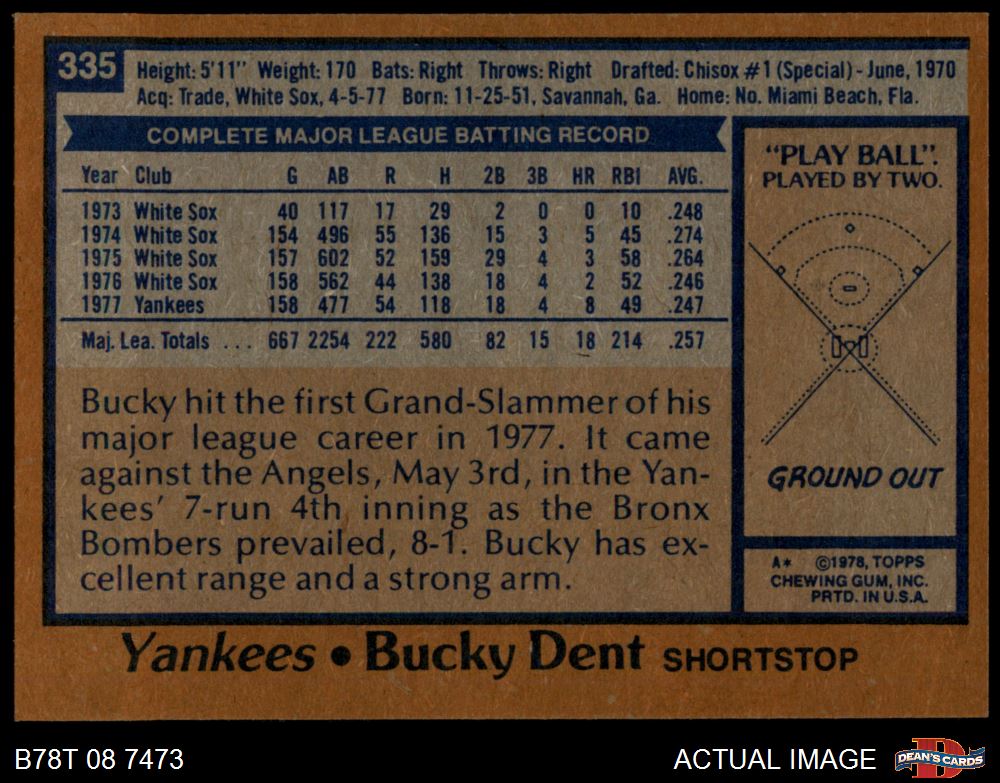 335
Height: 5'11" Weight: 170 Bats: Right Throws: Right Drafted: Chisox #1 (Special) - June, 1970
Acq: Trade, White Sox, 4-5-77 Born: 11-25-51, Savannah, Ga. Home: No. Miami Beach, Fla.
COMPLETE MAJOR LEAGUE BATTING RECORD
Year Club G AB R H 2B 3B HR RBI AVG.
1973 White Sox 40 117 17 29 2 0 0 10 .248
1974 White Sox 154 496 55 136 15 3 5 45 .274
1975 White Sox 157 602 52 159 29 4 3 58 .264
1976 White Sox 158 562 44 138 18 4 2 52 .246
1977 Yankees 158 477 54 118 18 4 8 49 .247
Maj. Lea. Totals ... 667 2254 222 580 82 15 18 214 .257
Bucky hit the first Grand-Slammer of his
major league career in 1977. It came
against the Angels, May 3rd, in the Yan-
kees' 7-run 4th inning as the Bronx
Bombers prevailed, 8-1. Bucky has ex-
cellent range and a strong arm.
"PLAY BALL".
PLAYED BY TWO.
GROUND OUT
A* ©1978, TOPPS
CHEWING GUM, INC.
PRTD. IN U.S.A.
Yankees • Bucky Dent SHORTSTOP
B78T 08 7473
ACTUAL IMAGE
D
DEAN'S CARDS